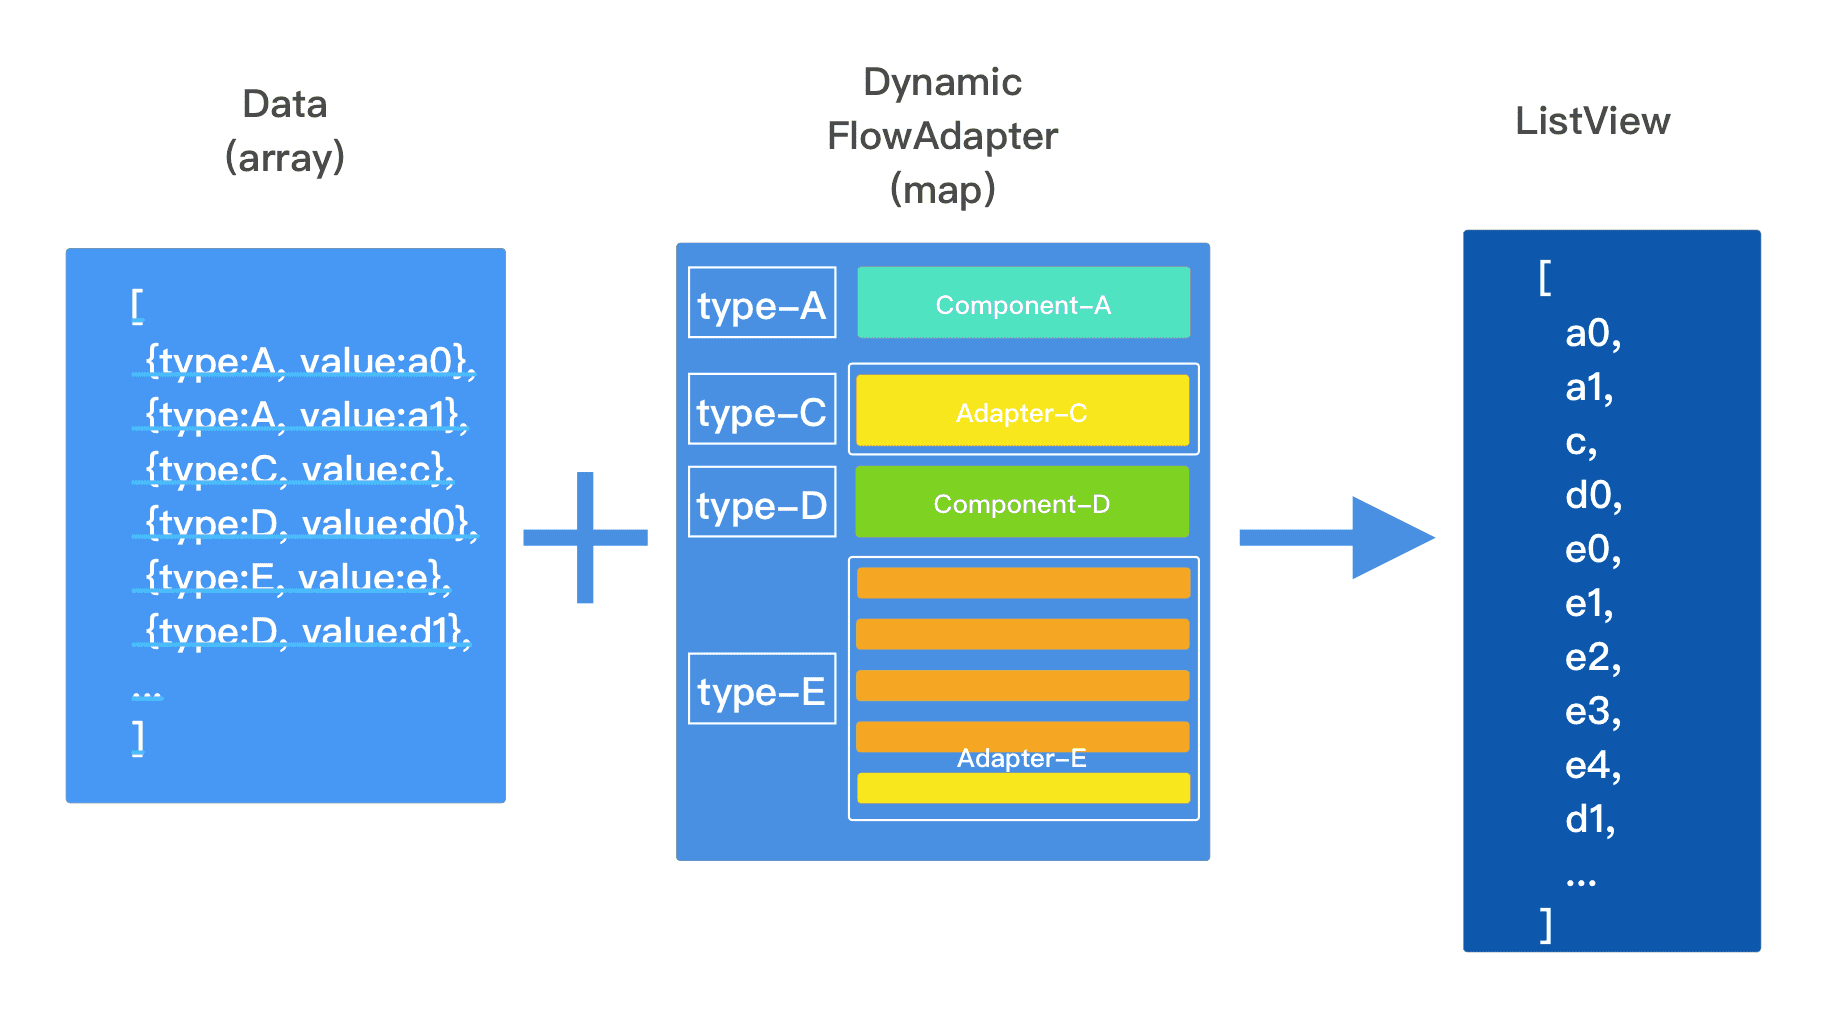 Data
(array)
[
{type:A, value:a0},
{type:A, value:a1},
{type:C, value:c},
{type:D, value:d0},
{type:E, value:e},
{type:D, value:d1},
...
]
Dynamic
FlowAdapter
(map)
type-A
Component-A
type-C
Adapter-C
type-D
Component-D
type-E
Adapter-E
ListView
[
a0,
a1,
c,
d0,
e0,
e1,
e2,
e3,
e4,
d1,
...
]